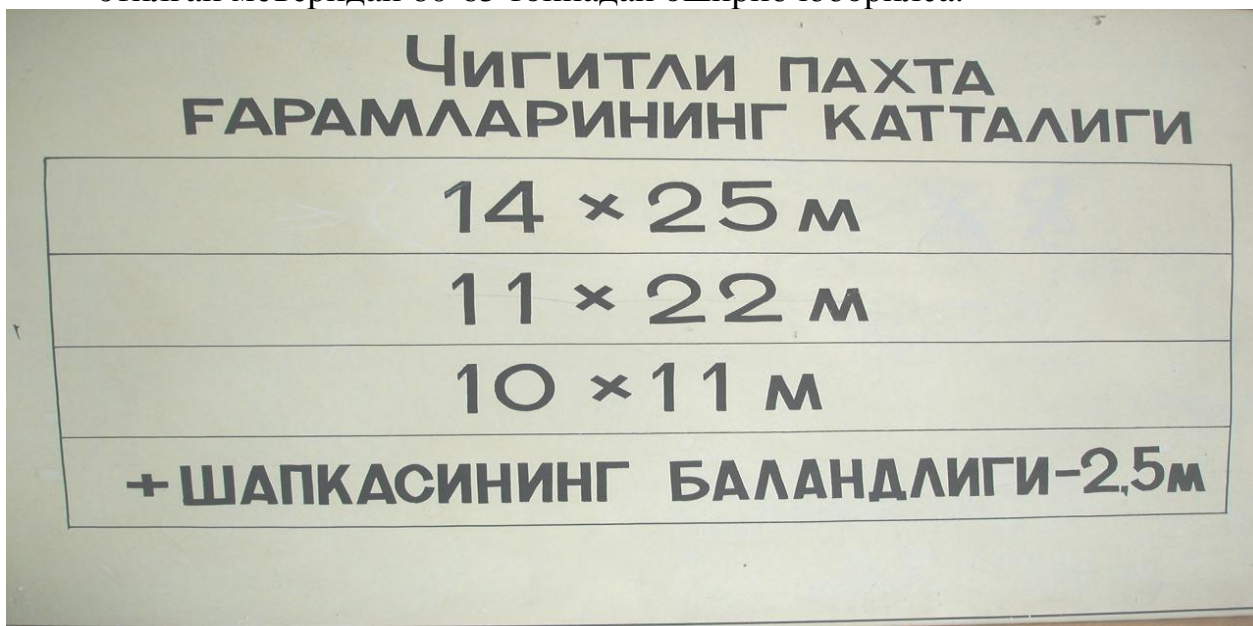 Чигитли пахта
ғарамларининг катталиги
14 × 25 м
11 × 22 м
10 × 11 м
+ шапкасининг баландлиги-2,5м